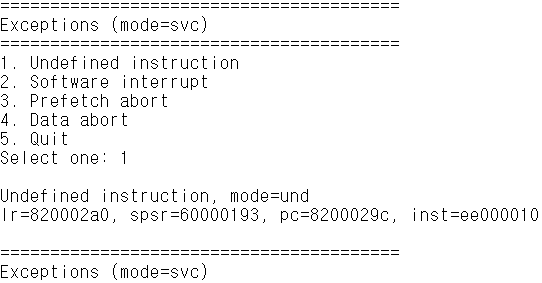 ========================================
Exceptions (mode=svc)
========================================
1. Undefined instruction
2. Software interrupt
3. Prefetch abort
4. Data abort
5. Quit
Select one: 1
Undefined instruction, mode=und
lr=820002a0, spsr=60000193, pc=8200029c, inst=ee000010
========================================
Exceptions (mode=svc)